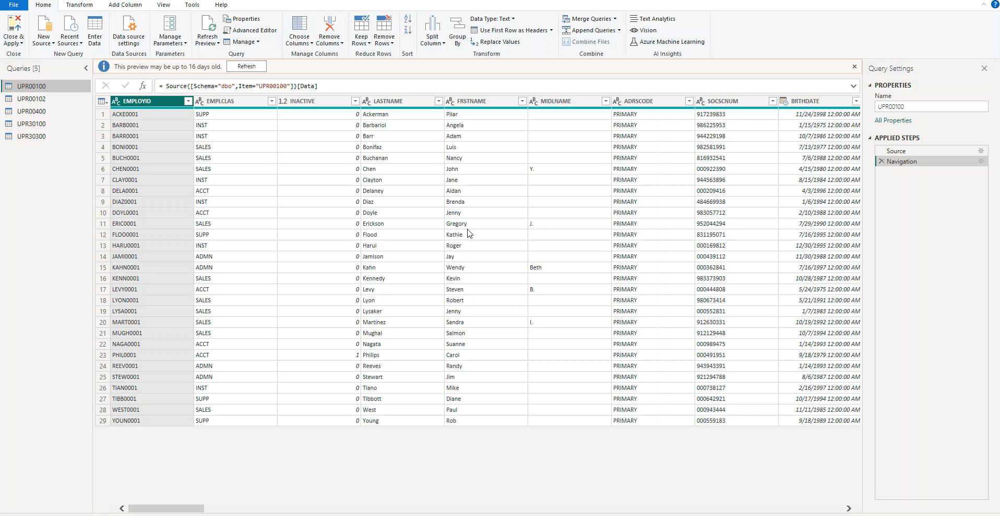 File Home Transform Add Column View Tools Help
Close & Apply
New Source
Recent Sources
Enter Data
Data source settings
Manage Parameters
Refresh Preview
Properties
Advanced Editor
Manage
Choose Columns
Remove Columns
Keep Rows
Remove Rows
Split Column
Group By
Data Type: Text
Use First Row as Headers
Replace Values
Merge Queries
Append Queries
Combine Files
Text Analytics
Vision
Azure Machine Learning
Close New Query Data Sources Parameters Query Manage Columns Reduce Rows Sort Transform Combine AI Insights
Queries [5]
UPR00100
UPR00102
UPR00400
UPR30100
UPR30300
This preview may be up to 16 days old. Refresh
fx = Source{[Schema="dbo",Item="UPR00100"]}[Data]
EMPLOYID EMPLCLAS 1.2 INACTIVE LASTNAME FRSTNAME MIDLNAME ADRSCODE SOCSCNUM BRTHDATE
1 ACKE0001 SUPP 0 Ackerman Pilar PRIMARY 917239833 11/24/1998 12:00:00 AM
2 BARB0001 INST 0 Barbariol Angela PRIMARY 986225953 1/15/1975 12:00:00 AM
3 BARR0001 INST 0 Barr Adam PRIMARY 944229198 10/7/1986 12:00:00 AM
4 BONI0001 SALES 0 Bonifaz Luis PRIMARY 982581991 7/13/1977 12:00:00 AM
5 BUCH0001 SALES 0 Buchanan Nancy PRIMARY 816932541 7/6/1988 12:00:00 AM
6 CHEN0001 SALES 0 Chen John Y. PRIMARY 000922390 4/15/1980 12:00:00 AM
7 CLAY0001 INST 0 Clayton Jane PRIMARY 944563896 8/15/1984 12:00:00 AM
8 DELA0001 ACCT 0 Delaney Aidan PRIMARY 000209416 4/3/1996 12:00:00 AM
9 DIAZ0001 INST 0 Diaz Brenda PRIMARY 484669938 1/6/1994 12:00:00 AM
10 DOYL0001 ACCT 0 Doyle Jenny PRIMARY 983057712 2/10/1988 12:00:00 AM
11 ERIC0001 SALES 0 Erickson Gregory J. PRIMARY 952044294 7/29/1990 12:00:00 AM
12 FLOO0001 SUPP 0 Flood Kathie PRIMARY 831195071 7/16/1995 12:00:00 AM
13 HARU0001 INST 0 Harui Roger PRIMARY 000169812 12/30/1995 12:00:00 AM
14 JAMI0001 ADMN 0 Jamison Jay PRIMARY 000439112 11/30/1988 12:00:00 AM
15 KAHN0001 ADMN 0 Kahn Wendy Beth PRIMARY 000362841 7/16/1997 12:00:00 AM
16 KENN0001 SALES 0 Kennedy Kevin PRIMARY 983373903 10/28/1987 12:00:00 AM
17 LEVY0001 ACCT 0 Levy Steven B. PRIMARY 000444808 5/24/1975 12:00:00 AM
18 LYON0001 SALES 0 Lyon Robert PRIMARY 980673414 5/21/1991 12:00:00 AM
19 LYSA0001 SALES 0 Lysaker Jenny PRIMARY 000552831 1/7/1983 12:00:00 AM
20 MART0001 SALES 0 Martinez Sandra I. PRIMARY 912630331 10/19/1992 12:00:00 AM
21 MUGH0001 SALES 0 Mughal Salmon PRIMARY 912129448 10/7/1994 12:00:00 AM
22 NAGA0001 ACCT 0 Nagata Suanne PRIMARY 000989475 1/14/1993 12:00:00 AM
23 PHIL0001 ACCT 1 Philips Carol PRIMARY 000491951 9/18/1979 12:00:00 AM
24 REEV0001 ADMN 0 Reeves Randy PRIMARY 943943391 1/14/1993 12:00:00 AM
25 STEW0001 ADMN 0 Stewart Jim PRIMARY 921294788 8/6/1987 12:00:00 AM
26 TIAN0001 INST 0 Tiano Mike PRIMARY 000738127 2/16/1997 12:00:00 AM
27 TIBB0001 SUPP 0 Tibbott Diane PRIMARY 000642921 10/17/1994 12:00:00 AM
28 WEST0001 SALES 0 West Paul PRIMARY 000943444 11/11/1985 12:00:00 AM
29 YOUN0001 SUPP 0 Young Rob PRIMARY 000559183 9/18/1989 12:00:00 AM
Query Settings
PROPERTIES
Name
UPR00100
All Properties
APPLIED STEPS
Source
Navigation